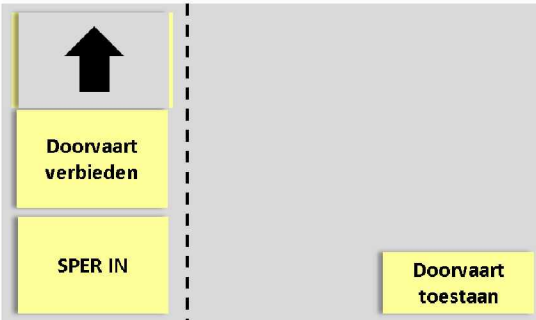 Doorvaart
verbieden
SPER IN
Doorvaart
toestaan